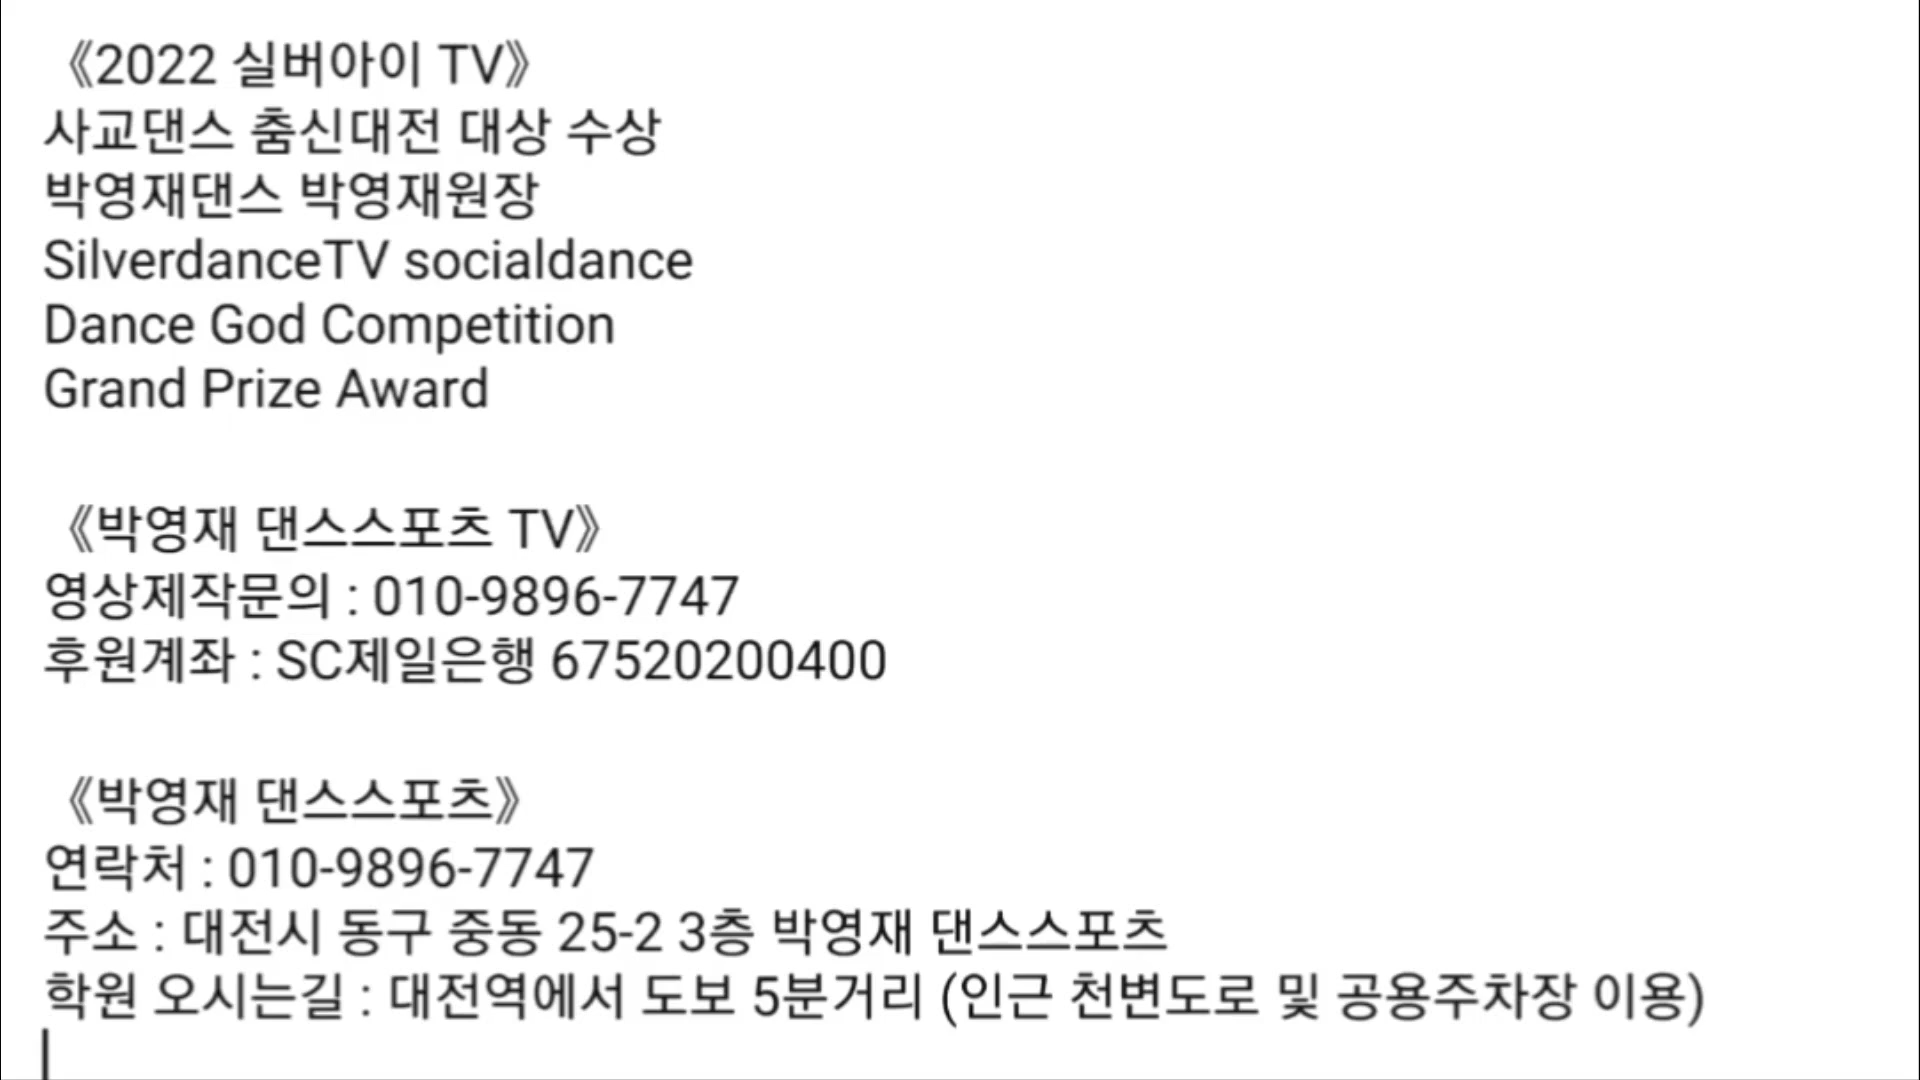 《2022 실버아이 TV》
사교댄스 춤신대전 대상 수상
박영재댄스 박영재원장
SilverdanceTV socialdance
Dance God Competition
Grand Prize Award
《박영재 댄스스포츠 TV》
영상제작문의 : 010-9896-7747
후원계좌 : SC제일은행 67520200400
《박영재 댄스스포츠》
연락처 : 010-9896-7747
주소 : 대전시 동구 중동 25-2 3층 박영재 댄스스포츠
학원 오시는길 : 대전역에서 도보 5분거리 (인근 천변도로 및 공용주차장 이용)